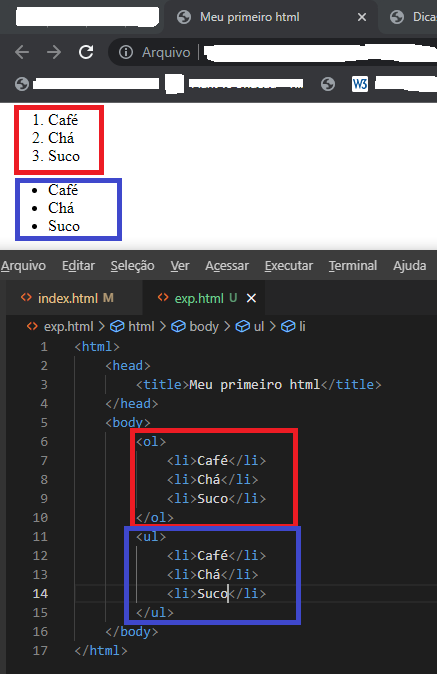 Meu primeiro html
Dicas
Arquivo
W3
1. Café
2. Chá
3. Suco
• Café
• Chá
• Suco
Arquivo Editar Seleção Ver Acessar Executar Terminal Ajuda
index.html M exp.html U
exp.html > html > body > ul > li
1 <html>
2 <head>
3 <title>Meu primeiro html</title>
4 </head>
5 <body>
6 <ol>
7 <li>Café</li>
8 <li>Chá</li>
9 <li>Suco</li>
10 </ol>
11 <ul>
12 <li>Café</li>
13 <li>Chá</li>
14 <li>Suco</li>
15 </ul>
16 </body>
17 </html>